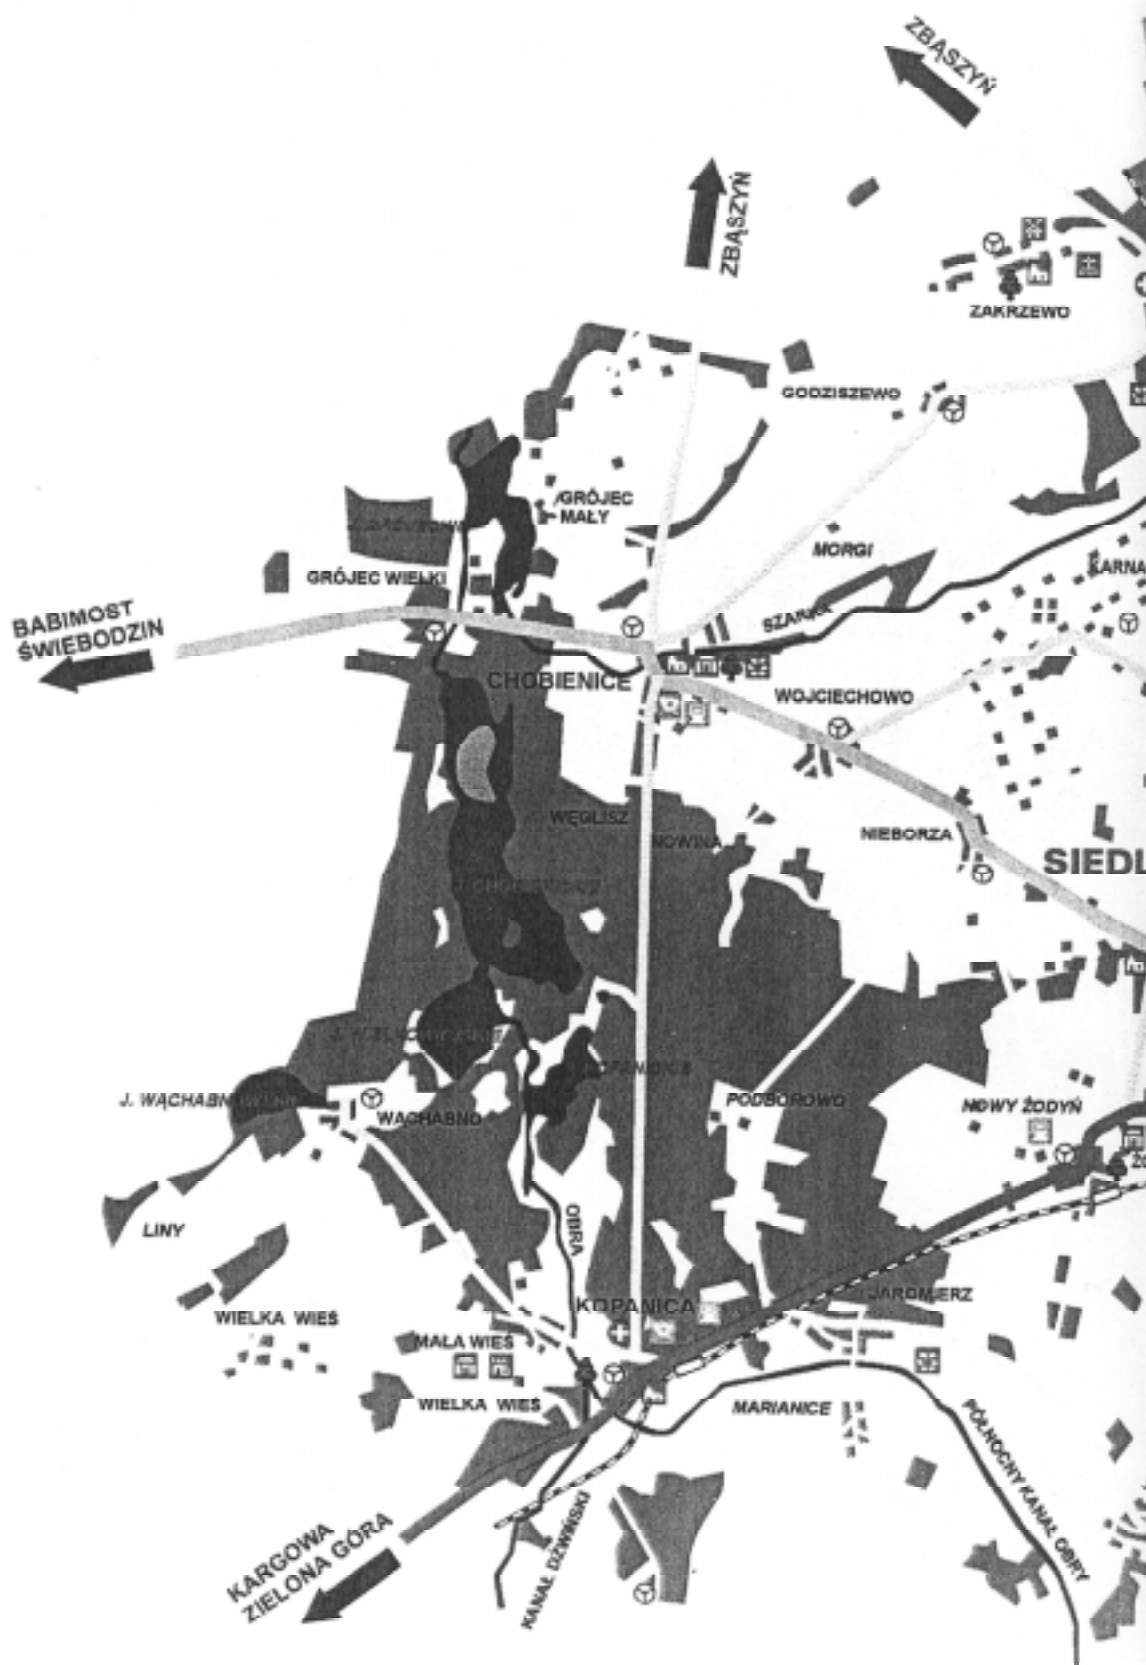 ZBĄSZYŃ
ZBĄSZYŃ
ZAKRZEWO
GODZISZEWO
GRÓJEC
MAŁY
MORGI
KARNA
GRÓJEC WIELKI
BABIMOST
ŚWIEBODZIN
SZARKA
CHOBIENICE
WOJCIECHOWO
WĘGLISZ
NOWINA
NIEBORZA
SIEDL
KOPANICA
J. WĄCHABN
WĄCHABNO
PODBOROWO
NOWY ŻODYŃ
LINY
OBRA
JAROMIERZ
WIELKA WIEŚ
MAŁA WIEŚ
WIELKA WIEŚ
MARIANICE
PÓŁNOCNY KANAŁ OBRY
KARGOWA
ZIELONA GÓRA
KANAŁ DŹWIŃSKI